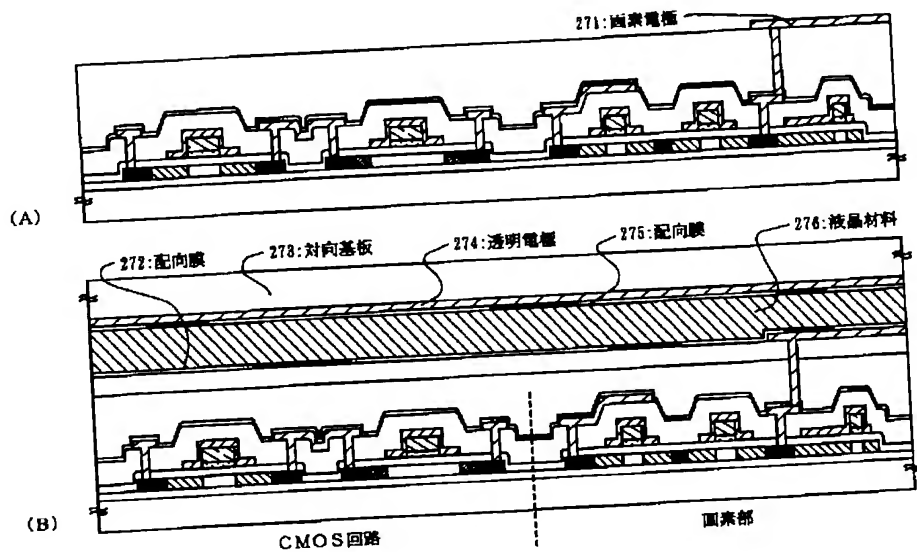 271:画素電極
(A)
272:配向膜
273:対向基板
274:透明電極
275:配向膜
276:液晶材料
(B)
CMOS回路
画素部